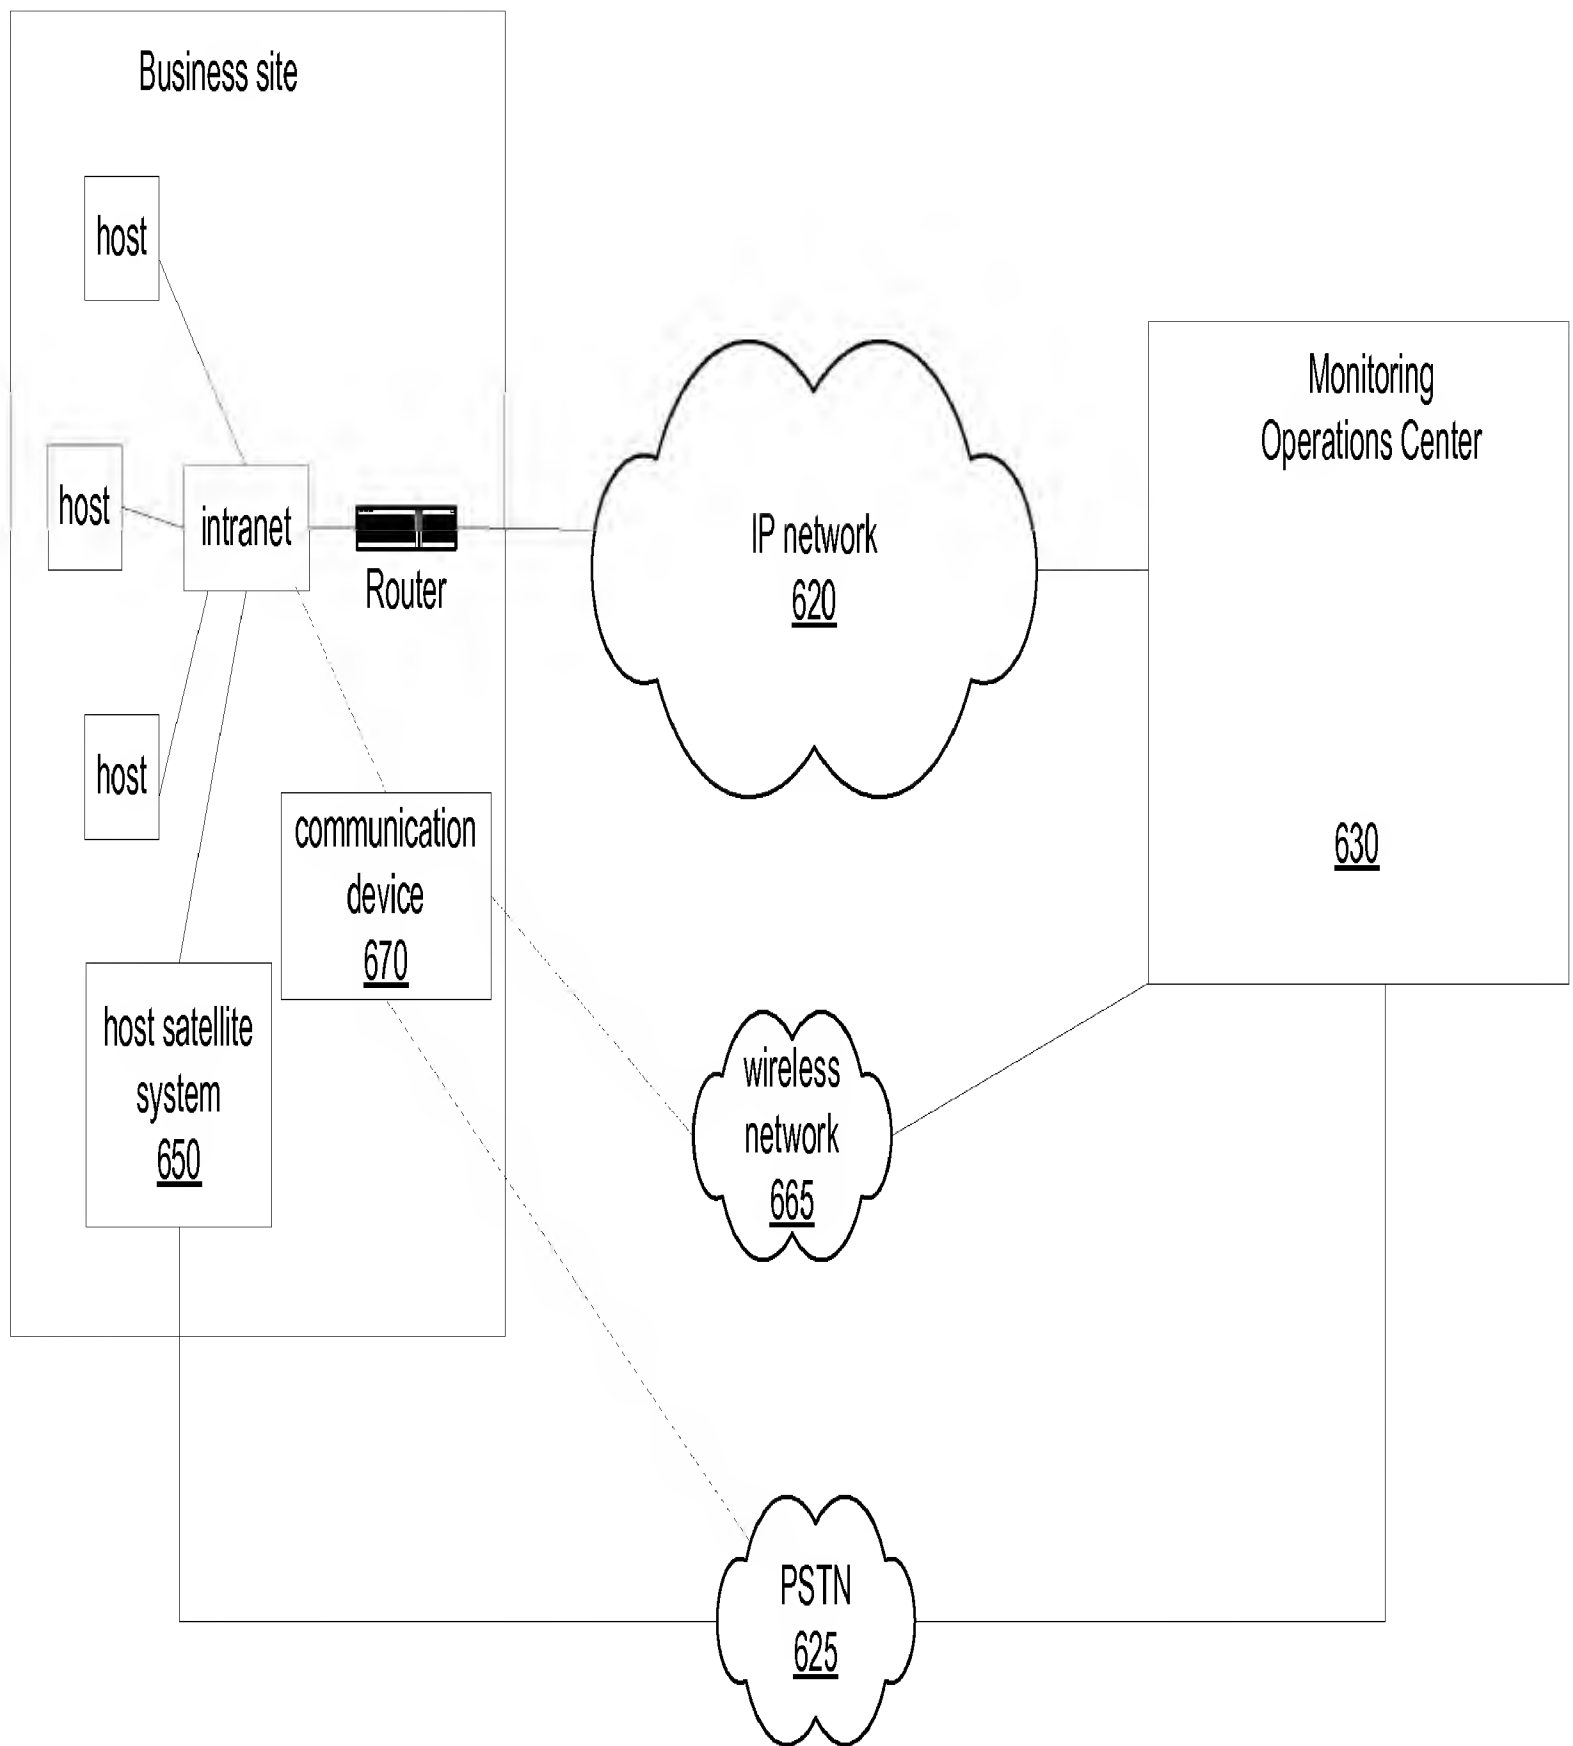 Business site
host
Monitoring
Operations Center
host
intranet
Router
IP network
620
host
communication
device
670
630
host satellite
system
650
wireless
network
665
PSTN
625